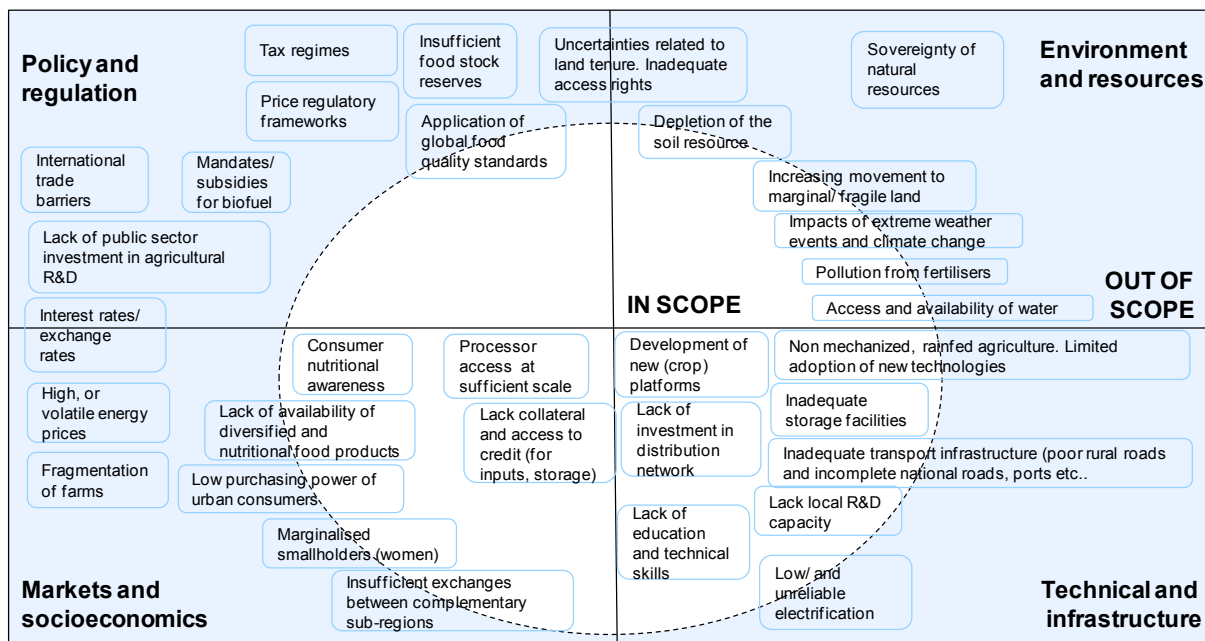 Policy and
regulation
Tax regimes
Insufficient
food stock
reserves
Price regulatory
frameworks
Application of
global food
quality standards
International
trade
barriers
Mandates/
subsidies
for biofuel
Lack of public sector
investment in agricultural
R&D
Interest rates/
exchange
rates
Uncertainties related to
land tenure. Inadequate
access rights
Sovereignty of
natural
resources
Environment
and resources
Depletion of the
soil resource
Increasing movement to
marginal/ fragile land
Impacts of extreme weather
events and climate change
Pollution from fertilisers
Access and availability of water
IN SCOPE
OUT OF
SCOPE
Consumer
nutritional
awareness
Processor
access at
sufficient scale
High, or
volatile energy
prices
Lack of availability of
diversified and
nutritional food products
Lack collateral
and access to
credit (for
inputs, storage)
Fragmentation
of farms
Low purchasing power of
urban consumers
Marginalised
smallholders (women)
Insufficient exchanges
between complementary
sub-regions
Markets and
socioeconomics
Development of
new (crop)
platforms
Non mechanized, rainfed agriculture. Limited
adoption of new technologies
Inadequate
storage facilities
Lack of
investment in
distribution
network
Inadequate transport infrastructure (poor rural roads
and incomplete national roads, ports etc..
Lack local R&D
capacity
Lack of
education
and technical
skills
Low/ and
unreliable
electrification
Technical and
infrastructure